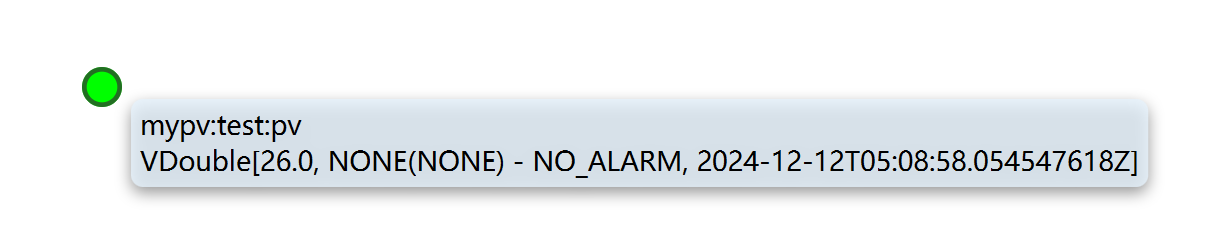 mypv:test:pv
VDouble[26.0, NONE(NONE) - NO_ALARM, 2024-12-12T05:08:58.054547618Z]